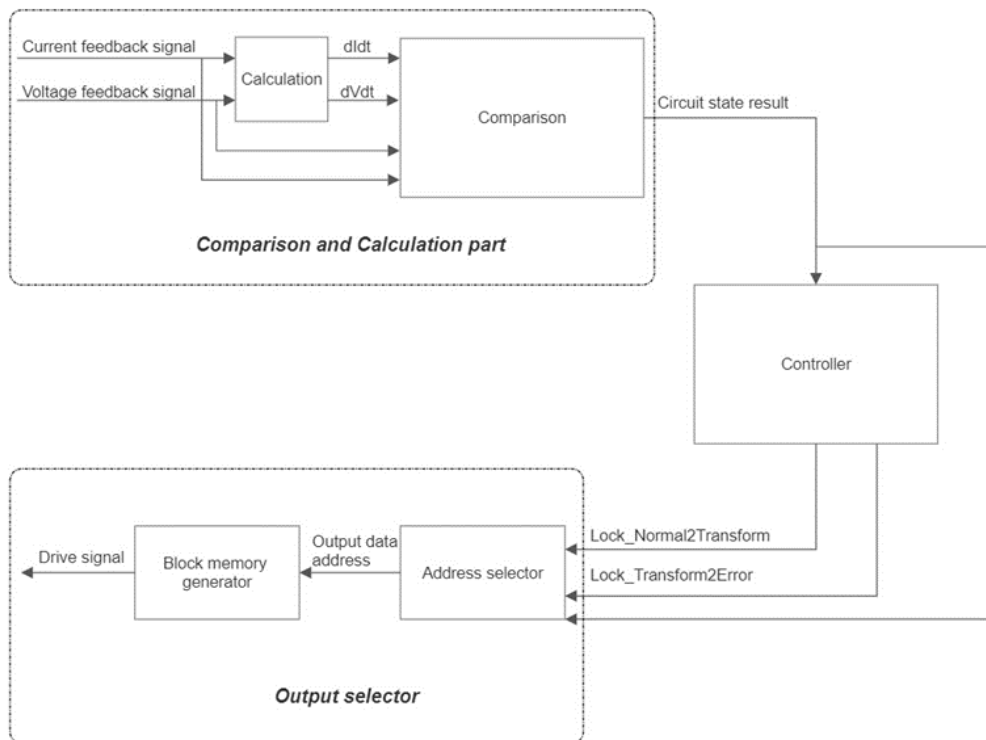 Current feedback signal
dIdt
Calculation
Voltage feedback signal
dVdt
Comparison
Circuit state result
Comparison and Calculation part
Controller
Lock_Normal2Transform
Lock_Transform2Error
Drive signal
Block memory
generator
Output data
address
Address selector
Output selector